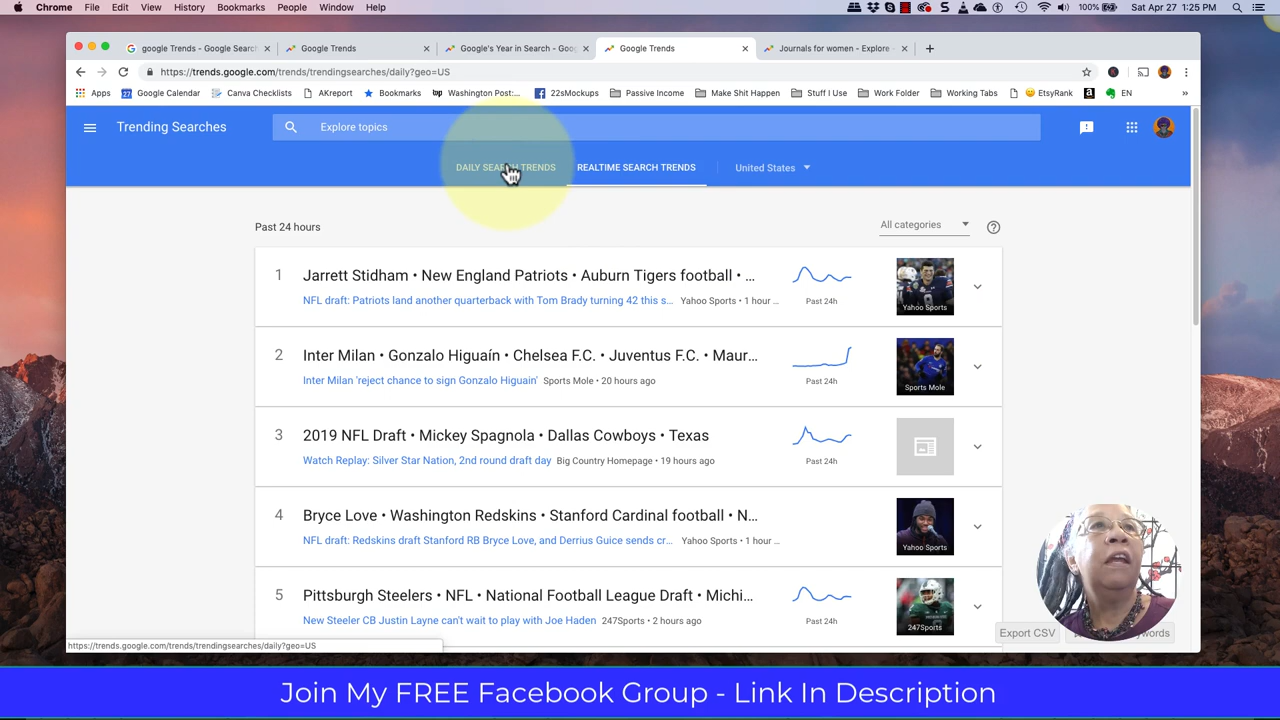 Chrome File Edit View History Bookmarks People Window Help
100% Sat Apr 27 1:25 PM
google Trends - Google Search
Google Trends
Google's Year in Search - Goog
Google Trends
Journals for women - Explore -
https://trends.google.com/trends/trendingsearches/daily?geo=US
Apps Google Calendar Canva Checklists AKreport Bookmarks Washington Post:... 22sMockups Passive Income Make Shit Happen Stuff I Use Work Folder Working Tabs EtsyRank EN »
Trending Searches
Explore topics
DAILY SEARCH TRENDS
REALTIME SEARCH TRENDS
United States
Past 24 hours
All categories
1
Jarrett Stidham • New England Patriots • Auburn Tigers football • ...
NFL draft: Patriots land another quarterback with Tom Brady turning 42 this s... Yahoo Sports • 1 hour ...
Past 24h
Yahoo Sports
2
Inter Milan • Gonzalo Higuaín • Chelsea F.C. • Juventus F.C. • Maur...
Inter Milan 'reject chance to sign Gonzalo Higuain' Sports Mole • 20 hours ago
Past 24h
Sports Mole
3
2019 NFL Draft • Mickey Spagnola • Dallas Cowboys • Texas
Watch Replay: Silver Star Nation, 2nd round draft day Big Country Homepage • 19 hours ago
Past 24h
4
Bryce Love • Washington Redskins • Stanford Cardinal football • N...
NFL draft: Redskins draft Stanford RB Bryce Love, and Derrius Guice sends cr... Yahoo Sports • 1 hour ...
Yahoo Sports
5
Pittsburgh Steelers • NFL • National Football League Draft • Michi...
New Steeler CB Justin Layne can't wait to play with Joe Haden 247Sports • 2 hours ago
Past 24h
247Sports
Export CSV
https://trends.google.com/trends/trendingsearches/daily?geo=US
Join My FREE Facebook Group - Link In Description